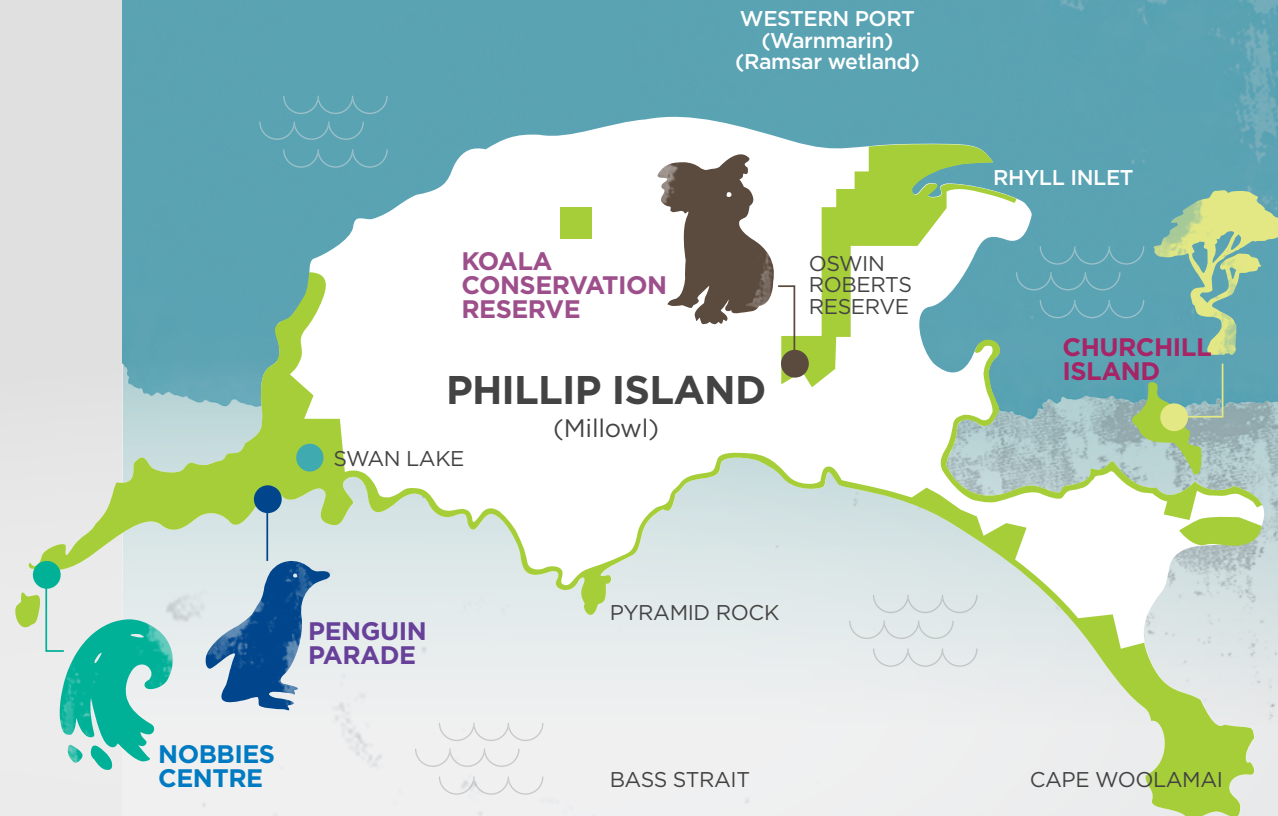 WESTERN PORT
(Warnmarin)
(Ramsar wetland)
RHYLL INLET
KOALA
CONSERVATION
RESERVE
OSWIN
ROBERTS
RESERVE
CHURCHILL
ISLAND
PHILLIP ISLAND
(Millowl)
SWAN LAKE
PYRAMID ROCK
PENGUIN
PARADE
NOBBIES
CENTRE
BASS STRAIT
CAPE WOOLAMAI